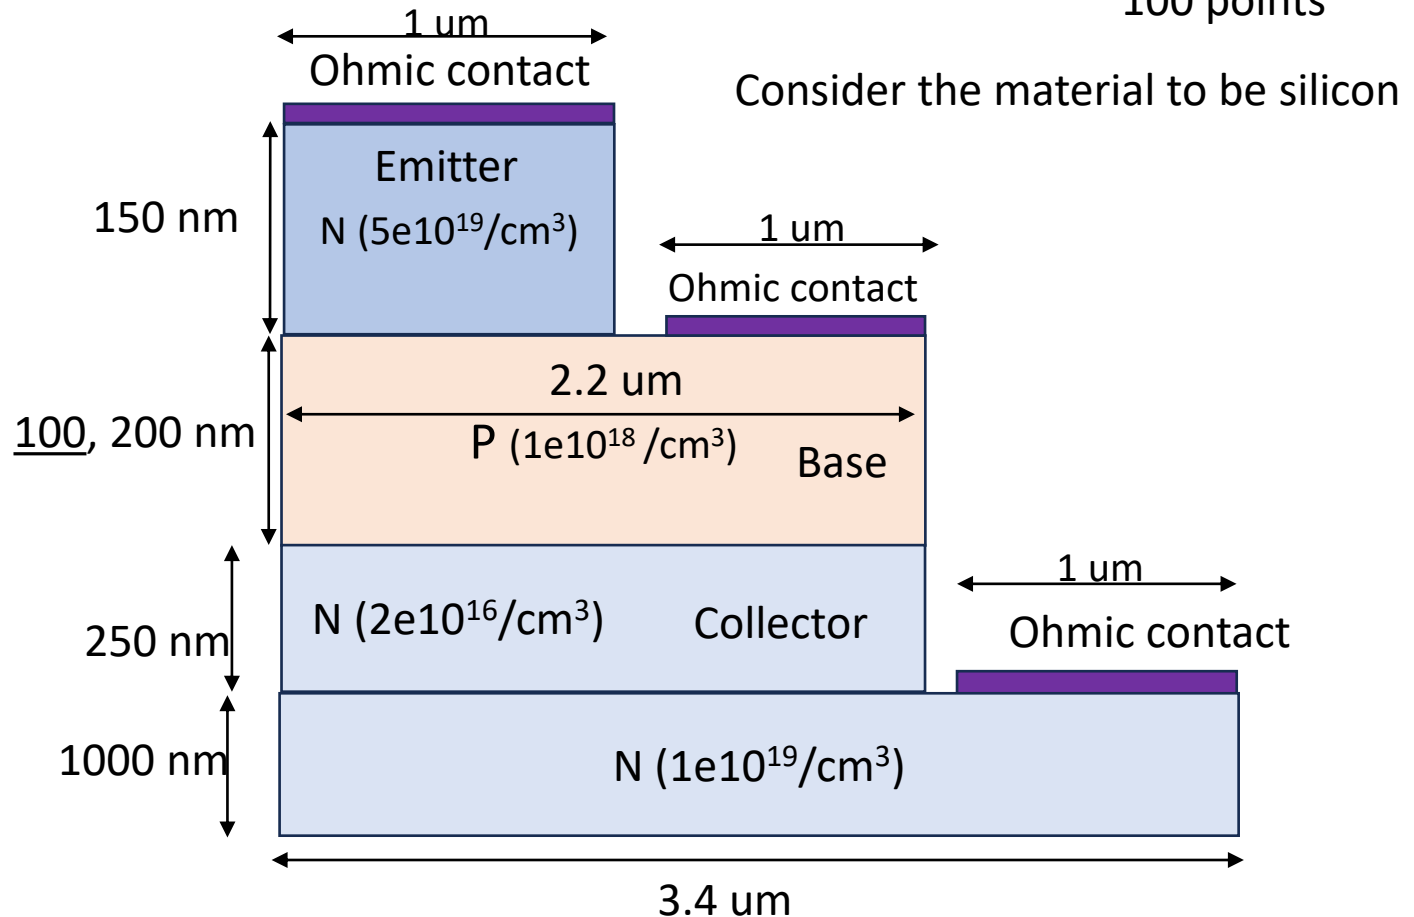 100 points
1 um
Ohmic contact
Consider the material to be silicon
Emitter
N (5e10¹⁹/cm³)
150 nm
1 um
Ohmic contact
2.2 um
100, 200 nm
P (1e10¹⁸ /cm³)
Base
1 um
N (2e10¹⁶/cm³)
Collector
Ohmic contact
250 nm
1000 nm
N (1e10¹⁹/cm³)
3.4 um